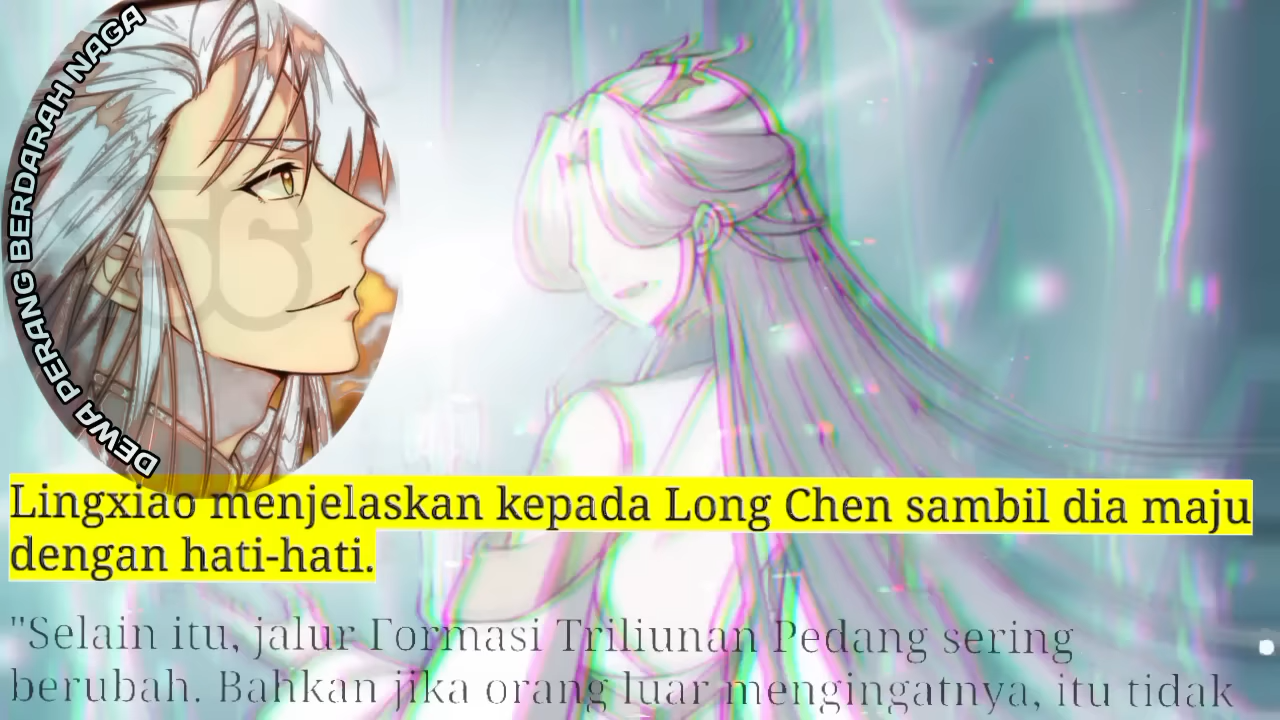 DEWA PERANG BERDARAH NAGA
56
Lingxiao menjelaskan kepada Long Chen sambil dia maju
dengan hati-hati.
"Selain itu, jalur Formasi Triliunan Pedang sering
berubah. Bahkan jika orang luar mengingatnya, itu tidak